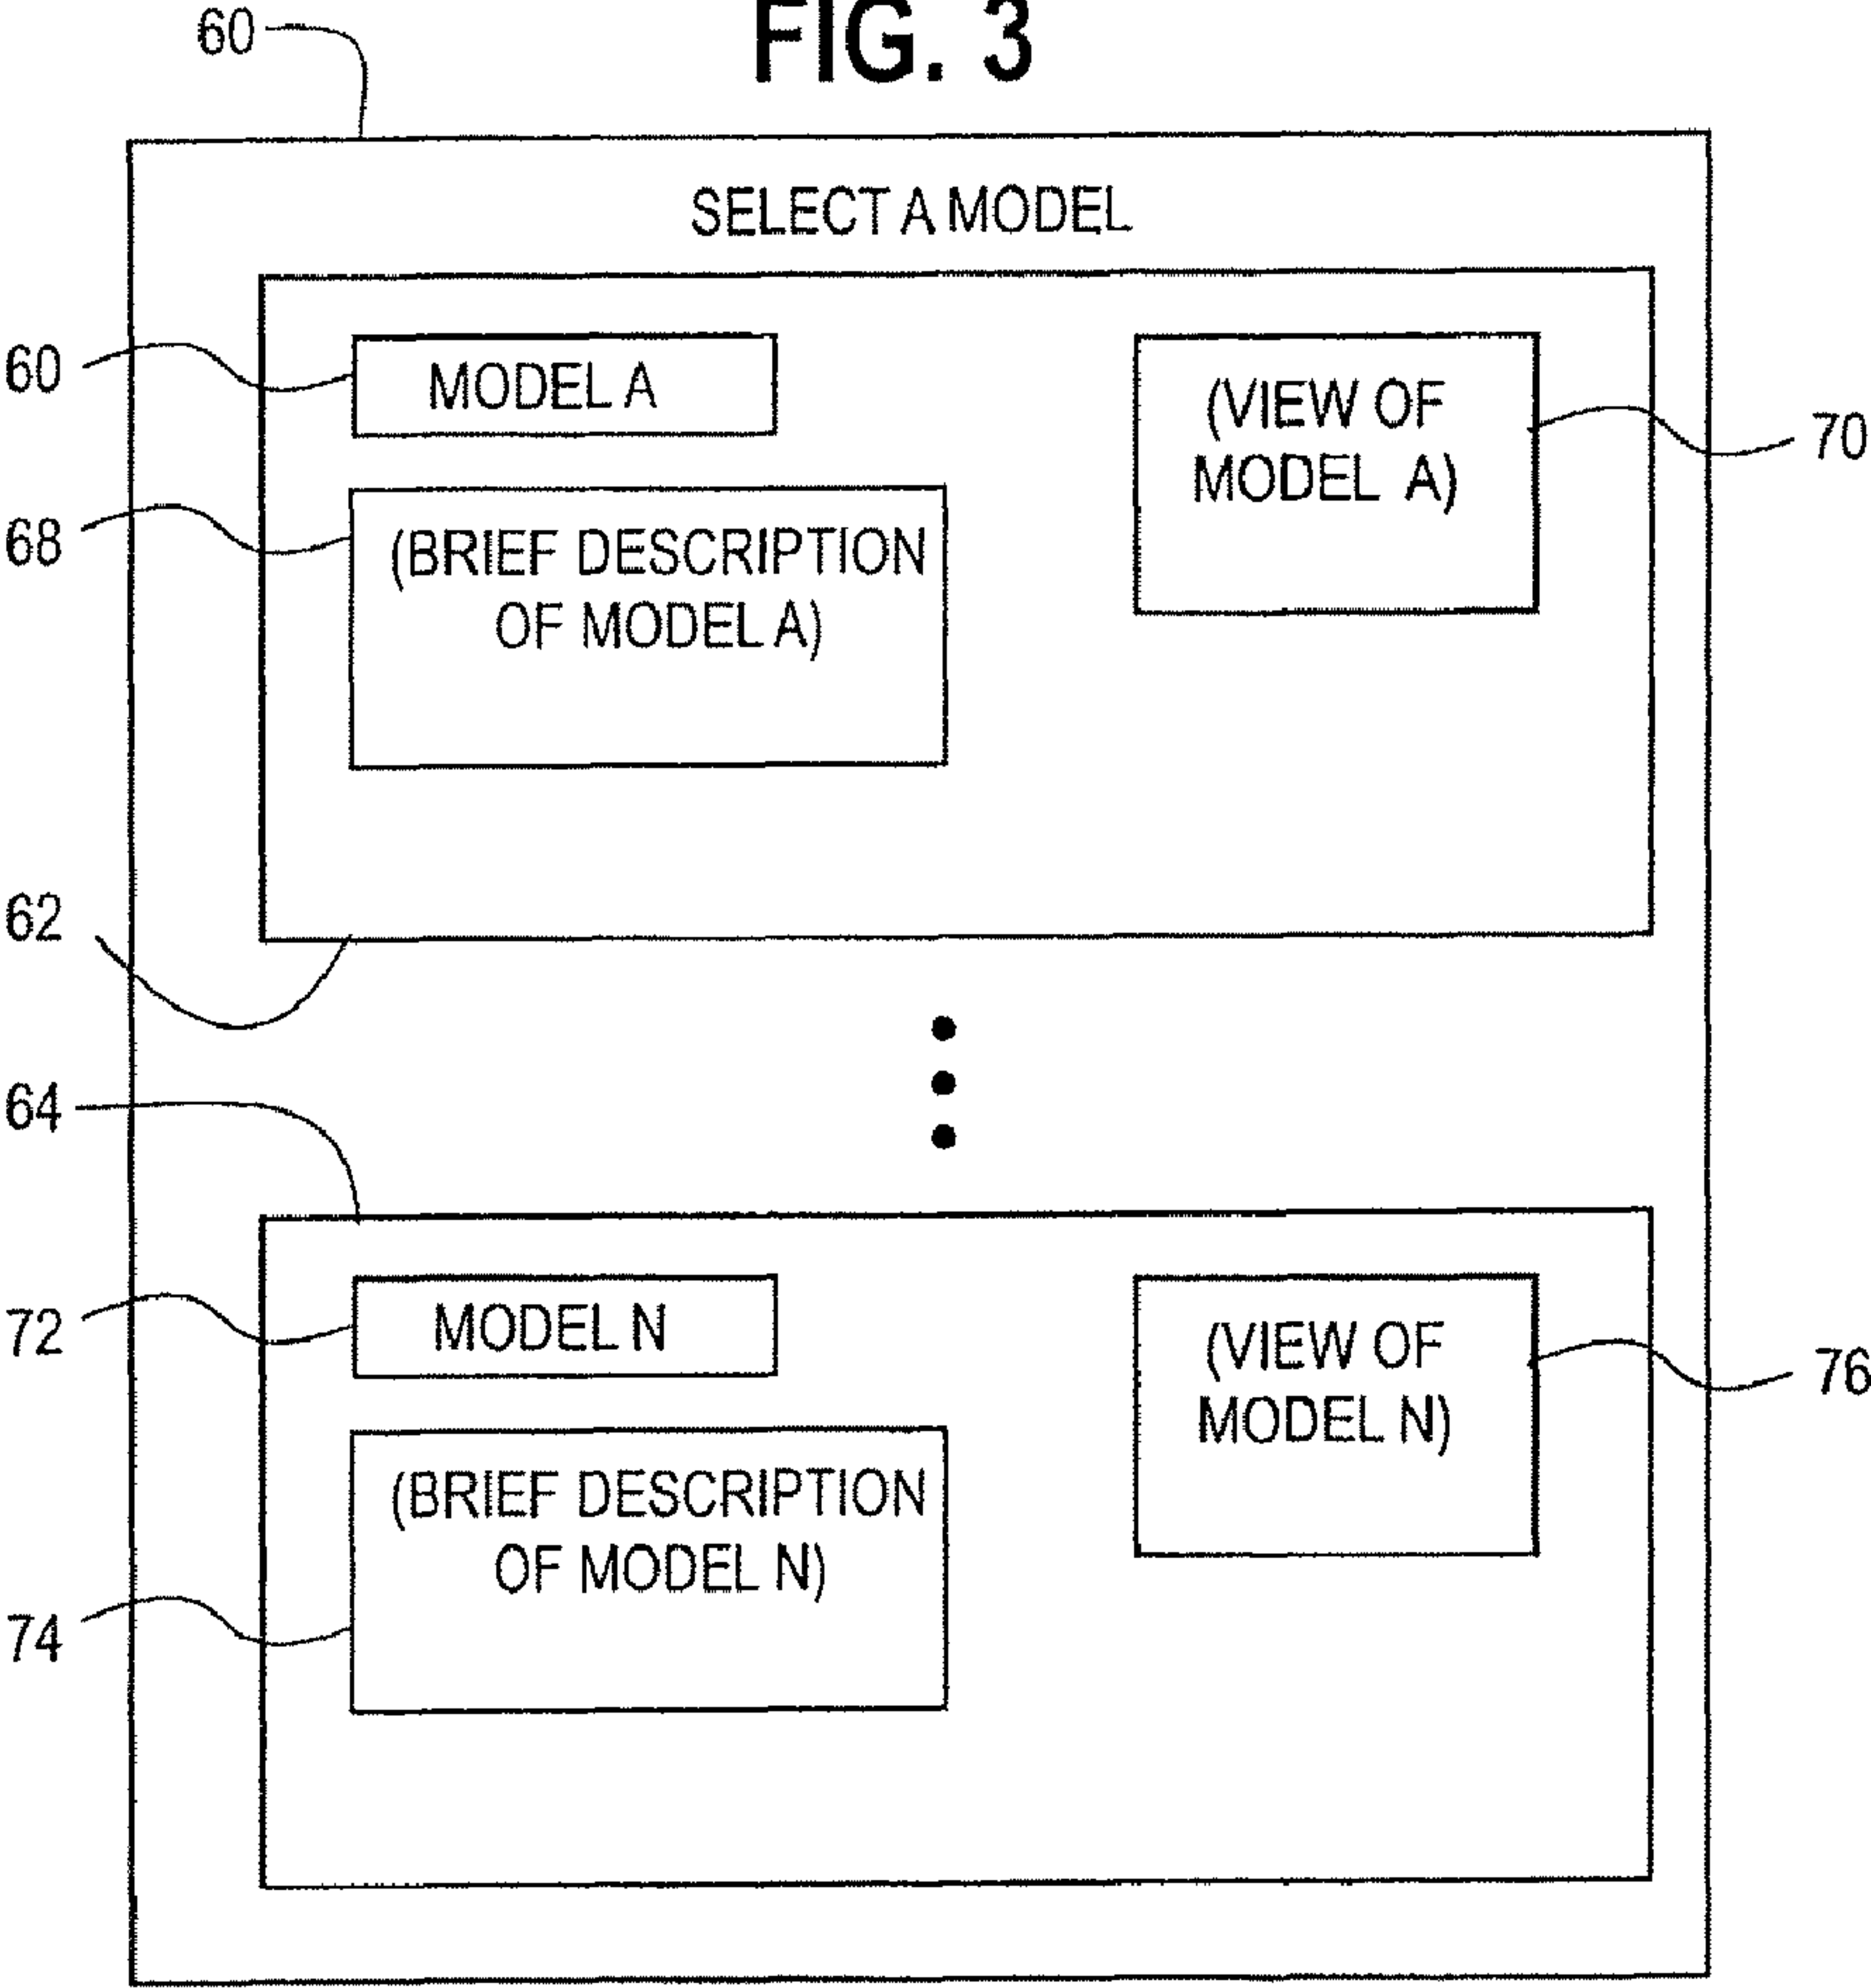 FIG. 3
60
SELECT A MODEL
60
MODEL A
(VIEW OF
MODEL A)
70
68
(BRIEF DESCRIPTION
OF MODEL A)
62
64
72
MODEL N
(VIEW OF
MODEL N)
76
74
(BRIEF DESCRIPTION
OF MODEL N)